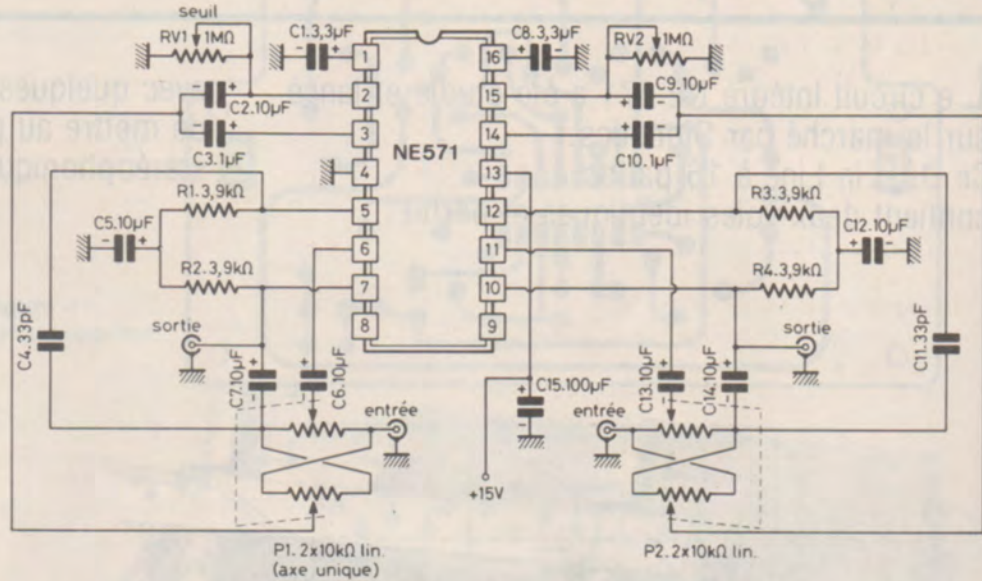 seuil
RV1 1MΩ
C1.3,3µF
C2.10µF
C3.1µF
R1.3,9kΩ
C5.10µF
R2.3,9kΩ
sortie
C4.33pF
C7.10µF
C6.10µF
entrée
P1. 2x10kΩ lin.
(axe unique)
1
2
3
4
5
6
7
8
NE571
16
15
14
13
12
11
10
9
C8.3,3µF
RV2 1MΩ
C9.10µF
C10.1µF
R3.3,9kΩ
C12.10µF
R4.3,9kΩ
sortie
C11.33pF
C13.10µF
C14.10µF
C15.100µF
entrée
+15V
P2. 2x10kΩ lin.